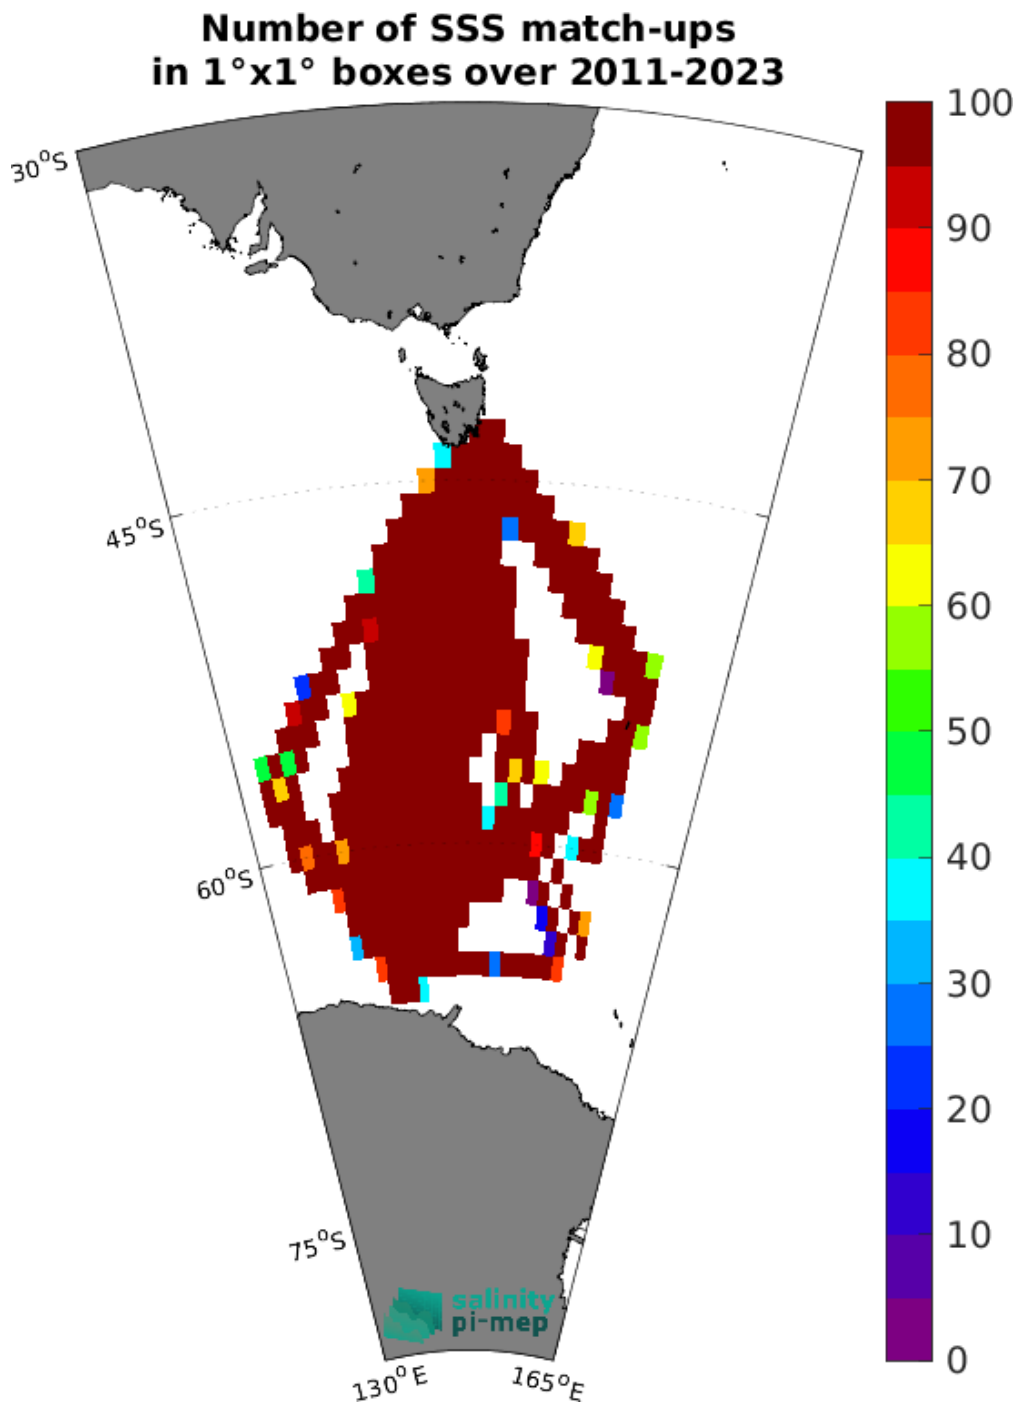 Number of SSS match-ups
in 1°x1° boxes over 2011-2023
30°S
45°S
60°S
75°S
130°E
165°E
100
90
80
70
60
50
40
30
20
10
0
salinity
pi-mep